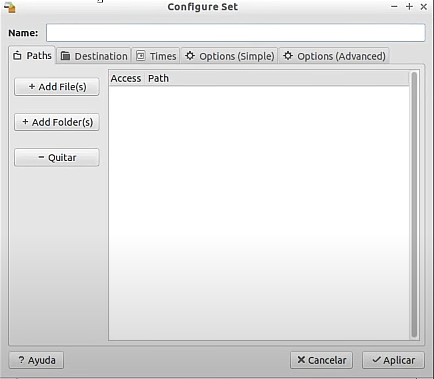 Configure Set
Name:
Paths Destination Times Options (Simple) Options (Advanced)
+ Add File(s)
Access Path
+ Add Folder(s)
− Quitar
? Ayuda
Cancelar
Aplicar